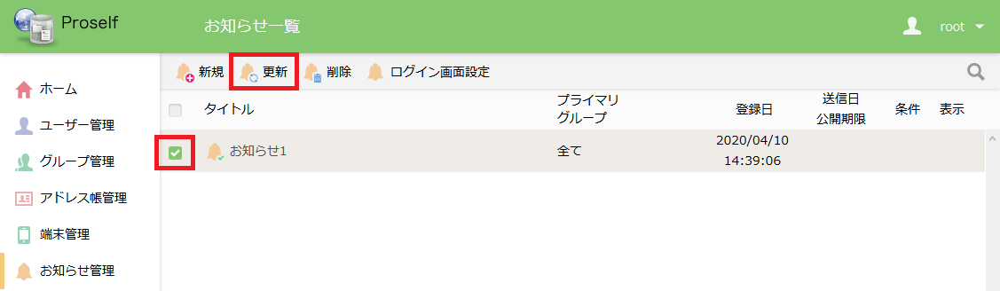 Proself
お知らせ一覧
root
新規
更新
削除
ログイン画面設定
ホーム
ユーザー管理
グループ管理
アドレス帳管理
端末管理
お知らせ管理
タイトル
プライマリ
グループ
登録日
送信日
公開期限
条件
表示
お知らせ1
全て
2020/04/10
14:39:06